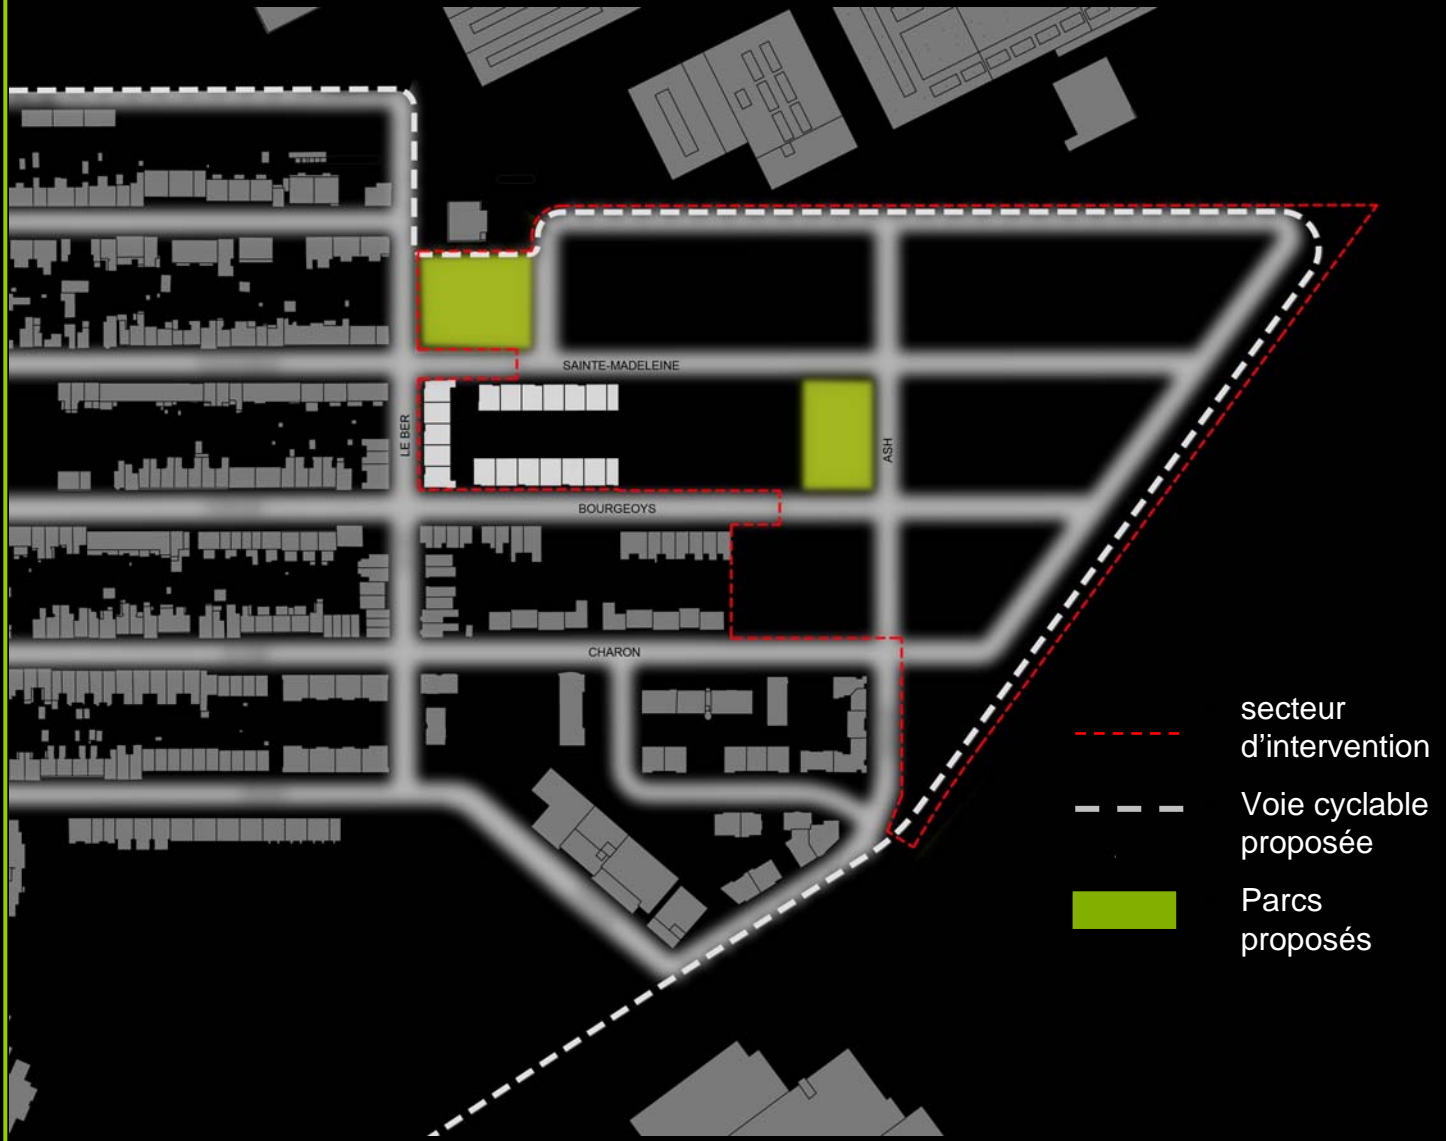 SAINTE-MADELEINE
LE BER
ASH
BOURGEOYS
CHARON
secteur
d'intervention
Voie cyclable
proposée
Parcs
proposés